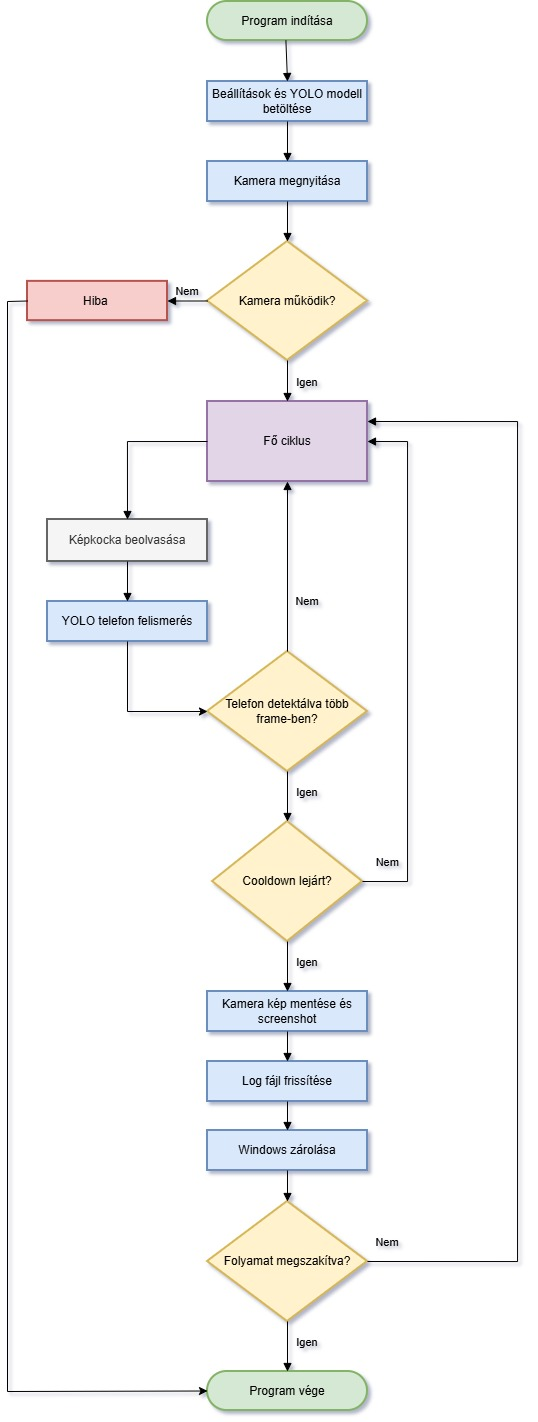 Program indítása
Beállítások és YOLO modell
betöltése
Kamera megnyitása
Kamera működik?
Nem
Hiba
Igen
Fő ciklus
Képkocka beolvasása
YOLO telefon felismerés
Nem
Telefon detektálva több
frame-ben?
Igen
Cooldown lejárt?
Nem
Igen
Kamera kép mentése és
screenshot
Log fájl frissítése
Windows zárolása
Folyamat megszakítva?
Nem
Igen
Program vége